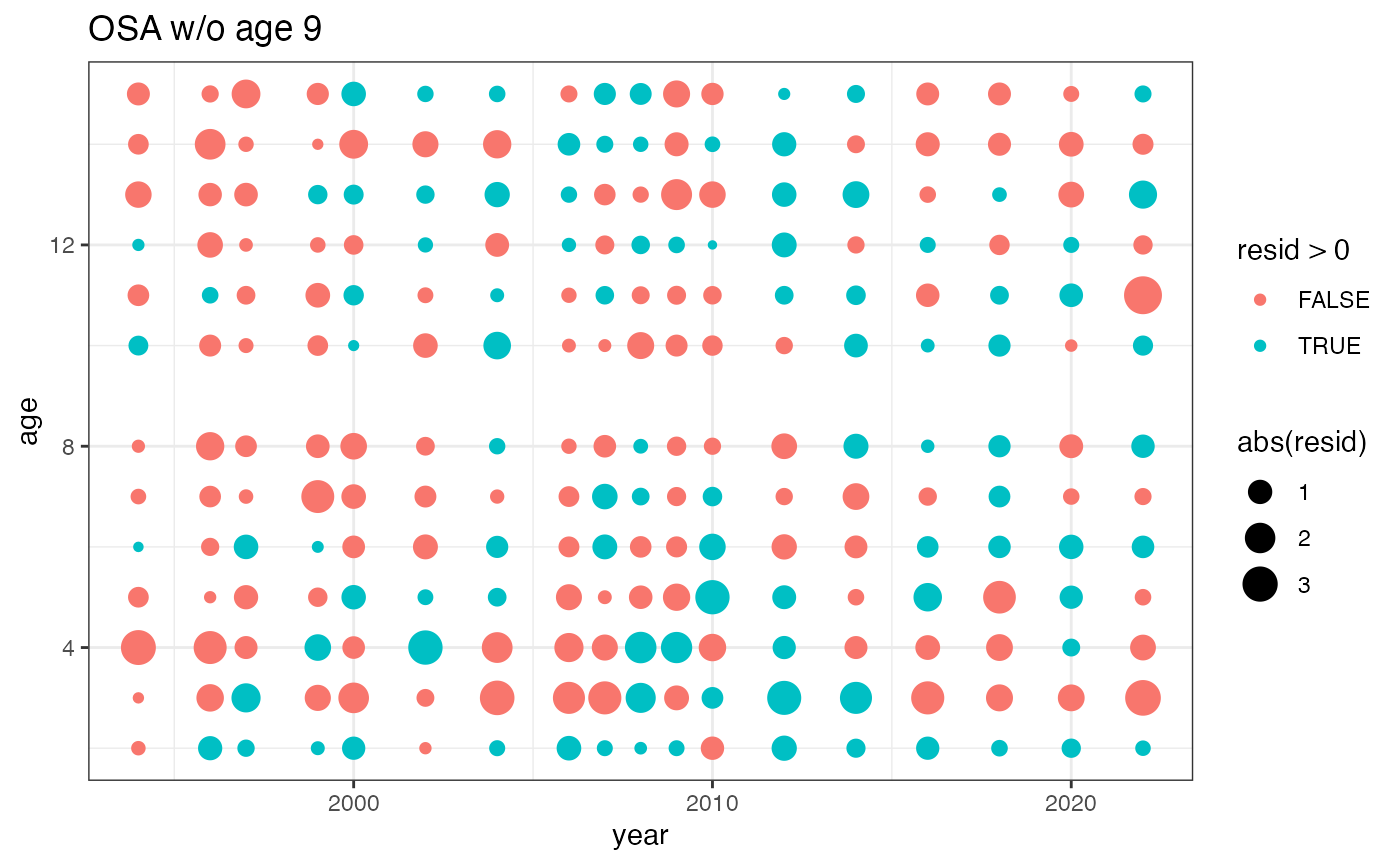 OSA w/o age 9
12
8
4
age
2000 2010 2020
year
resid > 0
FALSE
TRUE
abs(resid)
1
2
3